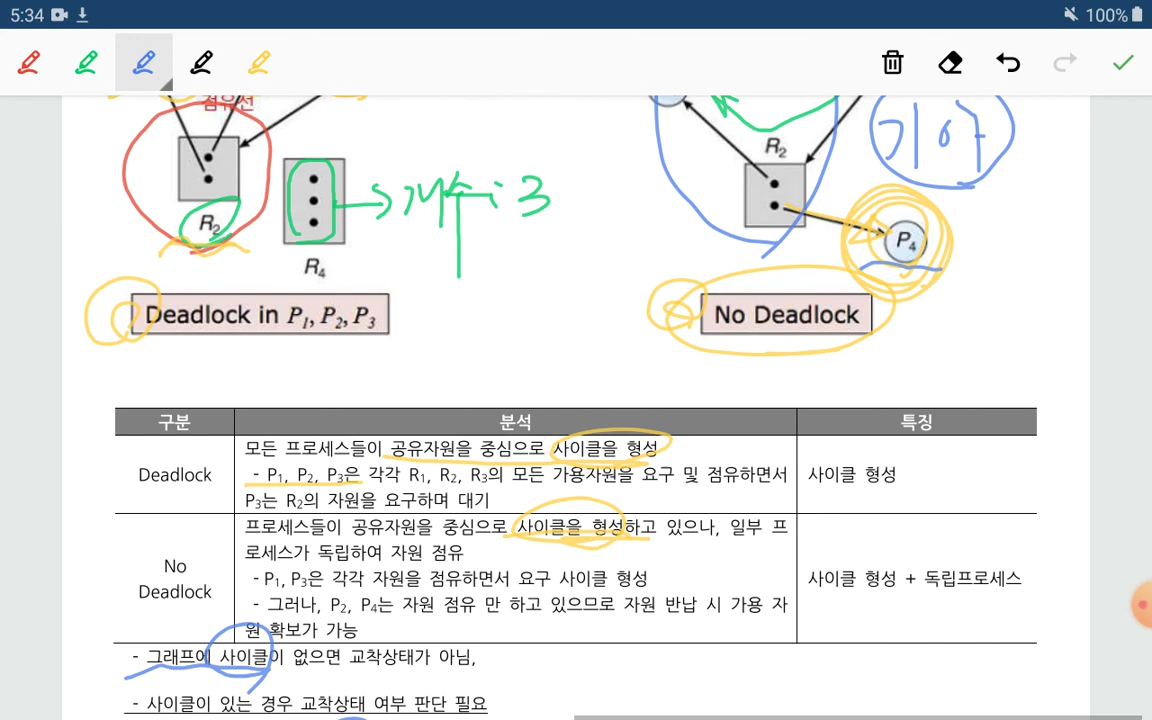 5:34
100%
점유선
R2
개수: 3
R4
Deadlock in P1, P2, P3
R2
P4
No Deadlock
구분 분석 특징
Deadlock
모든 프로세스들이 공유자원을 중심으로 사이클을 형성
- P1, P2, P3은 각각 R1, R2, R3의 모든 가용자원을 요구 및 점유하면서
P3는 R2의 자원을 요구하며 대기
사이클 형성
No
Deadlock
프로세스들이 공유자원을 중심으로 사이클을 형성하고 있으나, 일부 프
로세스가 독립하여 자원 점유
- P1, P3은 각각 자원을 점유하면서 요구 사이클 형성
- 그러나, P2, P4는 자원 점유 만 하고 있으므로 자원 반납 시 가용 자
원 확보가 가능
사이클 형성 + 독립프로세스
- 그래프에 사이클이 없으면 교착상태가 아님,
- 사이클이 있는 경우 교착상태 여부 판단 필요